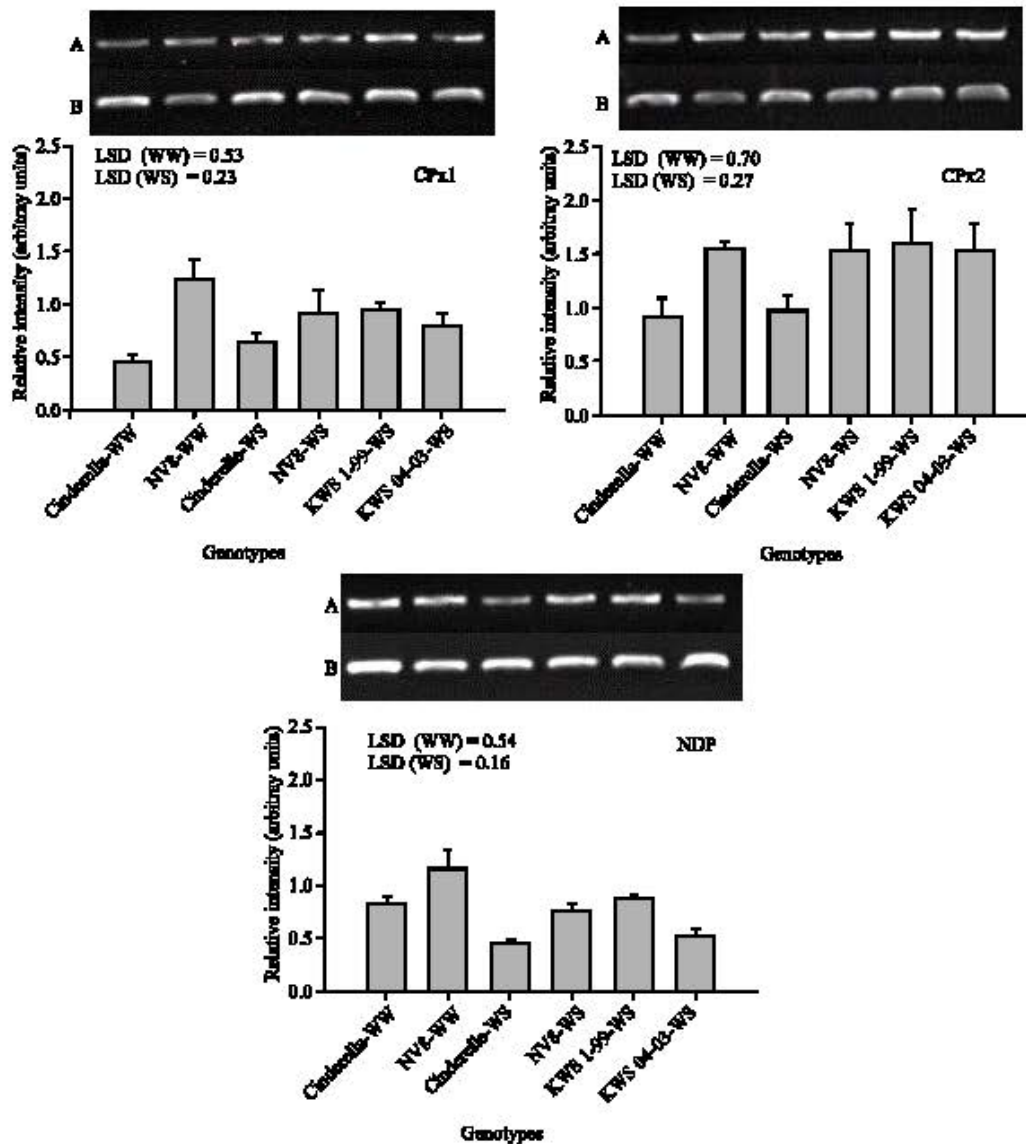 A
B
Relative intensity (arbitray units)
2.5
2.0
1.5
1.0
0.5
0.0
LSD (WW) = 0.53
LSD (WS) = 0.23
CPx1
Cinderella-WW
NV8-WW
Cinderella-WS
NV8-WS
KWS 1-99-WS
KWS 04-03-WS
Genotypes
A
B
Relative intensity (arbitray units)
2.5
2.0
1.5
1.0
0.5
0.0
LSD (WW) = 0.70
LSD (WS) = 0.27
CPx2
Cinderella-WW
NV8-WW
Cinderella-WS
NV8-WS
KWS 1-99-WS
KWS 04-03-WS
Genotypes
A
B
Relative intensity (arbitray units)
2.5
2.0
1.5
1.0
0.5
0.0
LSD (WW) = 0.54
LSD (WS) = 0.16
NDP
Cinderella-WW
NV8-WW
Cinderella-WS
NV8-WS
KWS 1-99-WS
KWS 04-03-WS
Genotypes